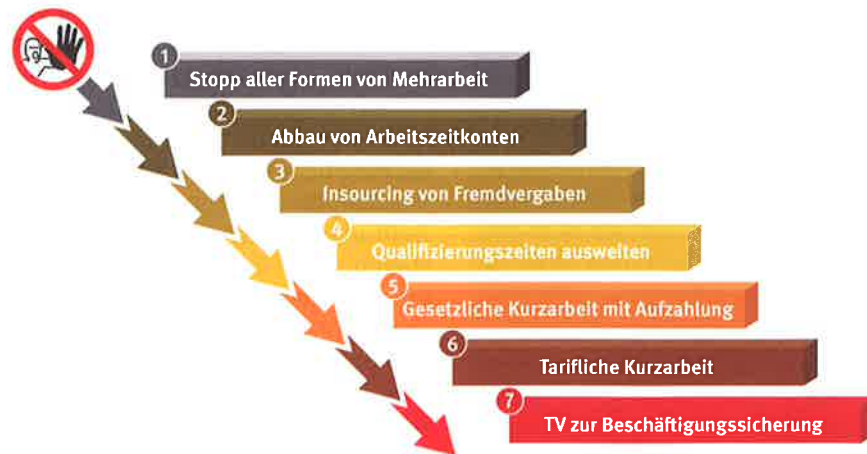 1
Stopp aller Formen von Mehrarbeit
2
Abbau von Arbeitszeitkonten
3
Insourcing von Fremdvergaben
4
Qualifizierungszeiten ausweiten
5
Gesetzliche Kurzarbeit mit Aufzahlung
6
Tarifliche Kurzarbeit
7
TV zur Beschäftigungssicherung